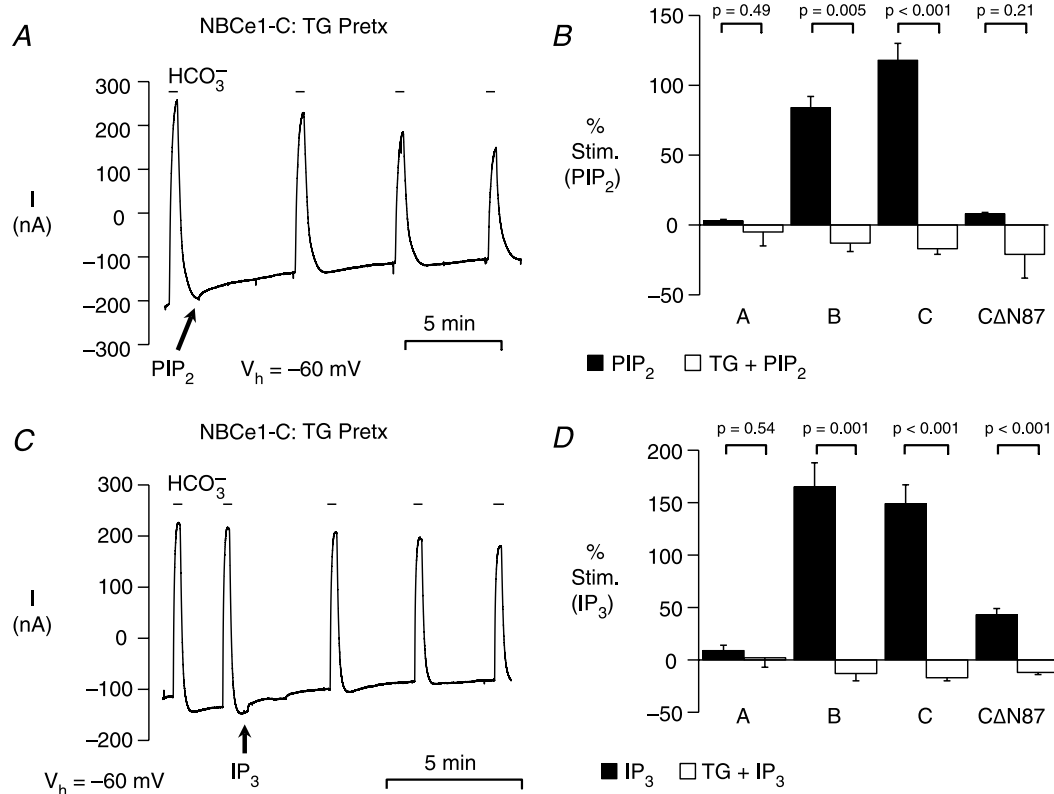 A
NBCe1-C: TG Pretx
HCO3−
300
200
100
0
−100
−200
−300
I
(nA)
PIP2
Vh = −60 mV
5 min
B
p = 0.49
p = 0.005
p < 0.001
p = 0.21
150
100
50
0
−50
%
Stim.
(PIP2)
A
B
C
CΔN87
PIP2
TG + PIP2
C
NBCe1-C: TG Pretx
HCO3−
300
200
100
0
−100
−200
I
(nA)
Vh = −60 mV
IP3
5 min
D
p = 0.54
p = 0.001
p < 0.001
p < 0.001
200
150
100
50
0
−50
%
Stim.
(IP3)
A
B
C
CΔN87
IP3
TG + IP3